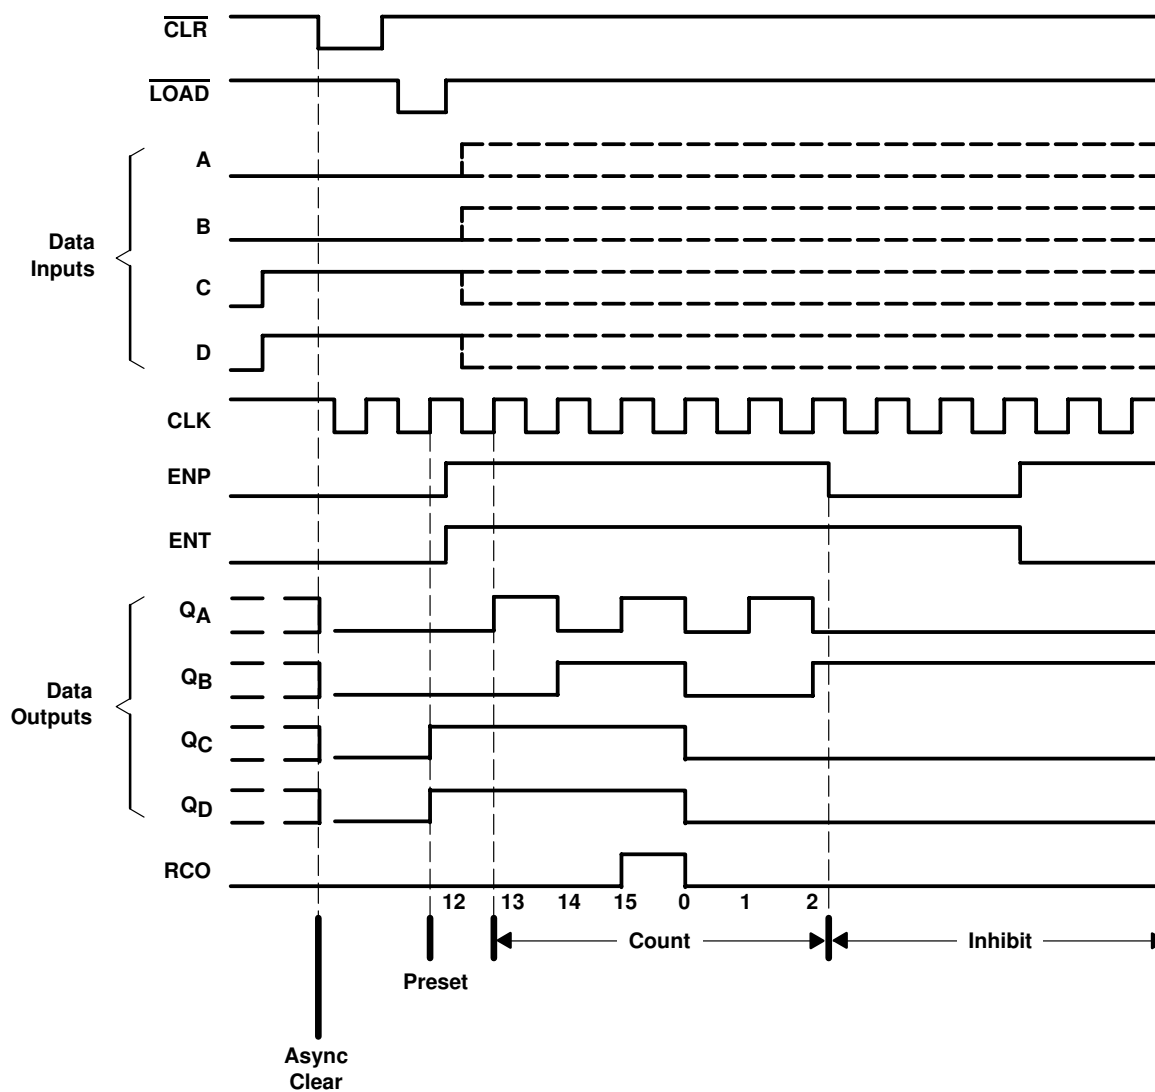 CLR
LOAD
A
B
Data
Inputs
C
D
CLK
ENP
ENT
QA
QB
Data
Outputs
QC
QD
RCO
12 13 14 15 0 1 2
Count Inhibit
Preset
Async
Clear